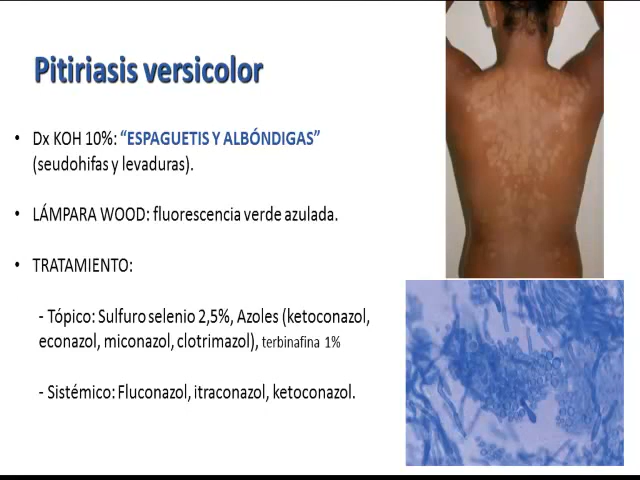 Pitiriasis versicolor
• Dx KOH 10%: “ESPAGUETIS Y ALBÓNDIGAS”
(seudohifas y levaduras).
• LÁMPARA WOOD: fluorescencia verde azulada.
• TRATAMIENTO:
- Tópico: Sulfuro selenio 2,5%, Azoles (ketoconazol,
econazol, miconazol, clotrimazol), terbinafina 1%
- Sistémico: Fluconazol, itraconazol, ketoconazol.